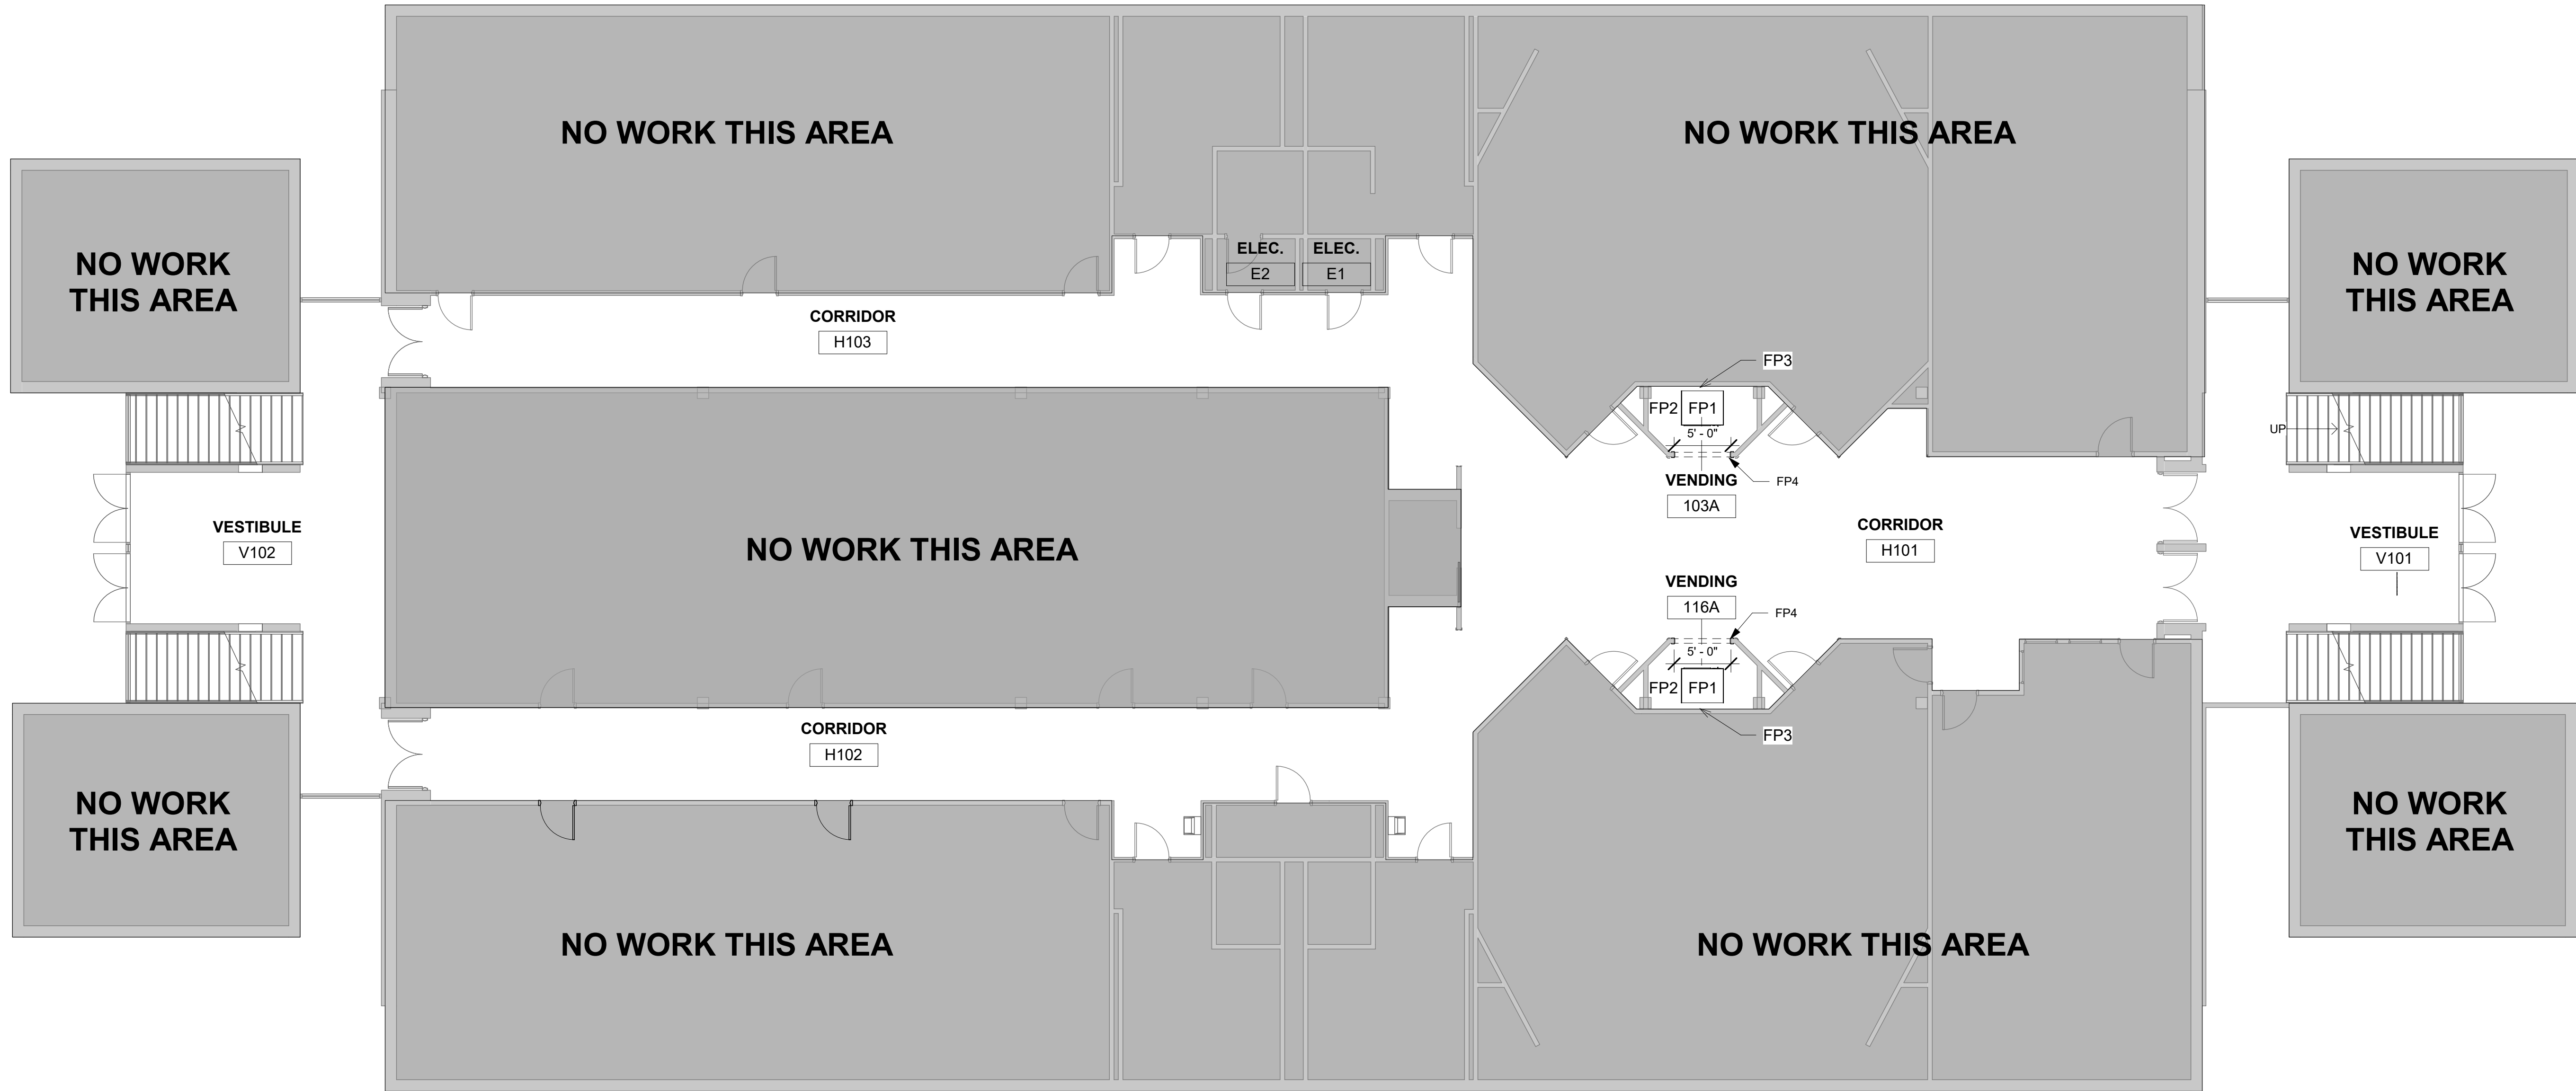 NO WORK THIS AREA
NO WORK THIS AREA
NO WORK
THIS AREA
ELEC.
E2
ELEC.
E1
NO WORK
THIS AREA
CORRIDOR
H103
FP3
FP2
FP1
5' - 0"
UP
VENDING
103A
FP4
VESTIBULE
V102
NO WORK THIS AREA
CORRIDOR
H101
VESTIBULE
V101
VENDING
116A
FP4
5' - 0"
FP2
FP1
FP3
CORRIDOR
H102
NO WORK
THIS AREA
NO WORK
THIS AREA
NO WORK THIS AREA
NO WORK THIS AREA